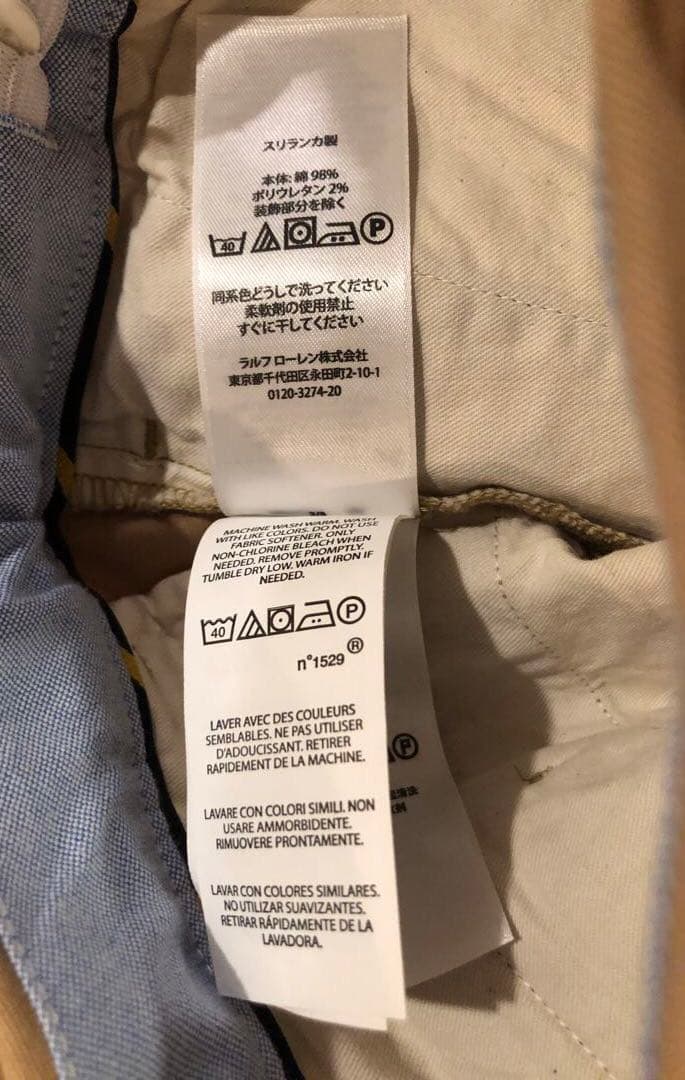 スリランカ製
本体: 綿 98%
ポリウレタン 2%
装飾部分を除く
40 P
同系色どうしで洗ってください
柔軟剤の使用禁止
すぐに干してください
ラルフ ローレン株式会社
東京都千代田区永田町2-10-1
0120-3274-20
MACHINE WASH WARM. WASH
WITH LIKE COLORS. DO NOT USE
FABRIC SOFTENER. ONLY
NON-CHLORINE BLEACH WHEN
NEEDED. REMOVE PROMPTLY.
TUMBLE DRY LOW. WARM IRON IF
NEEDED.
40 P
n°1529 ®
LAVER AVEC DES COULEURS
SEMBLABLES. NE PAS UTILISER
D'ADOUCISSANT. RETIRER
RAPIDEMENT DE LA MACHINE.
LAVARE CON COLORI SIMILI. NON
USARE AMMORBIDENTE.
RIMUOVERE PRONTAMENTE.
LAVAR CON COLORES SIMILARES.
NO UTILIZAR SUAVIZANTES.
RETIRAR RÁPIDAMENTE DE LA
LAVADORA.
P